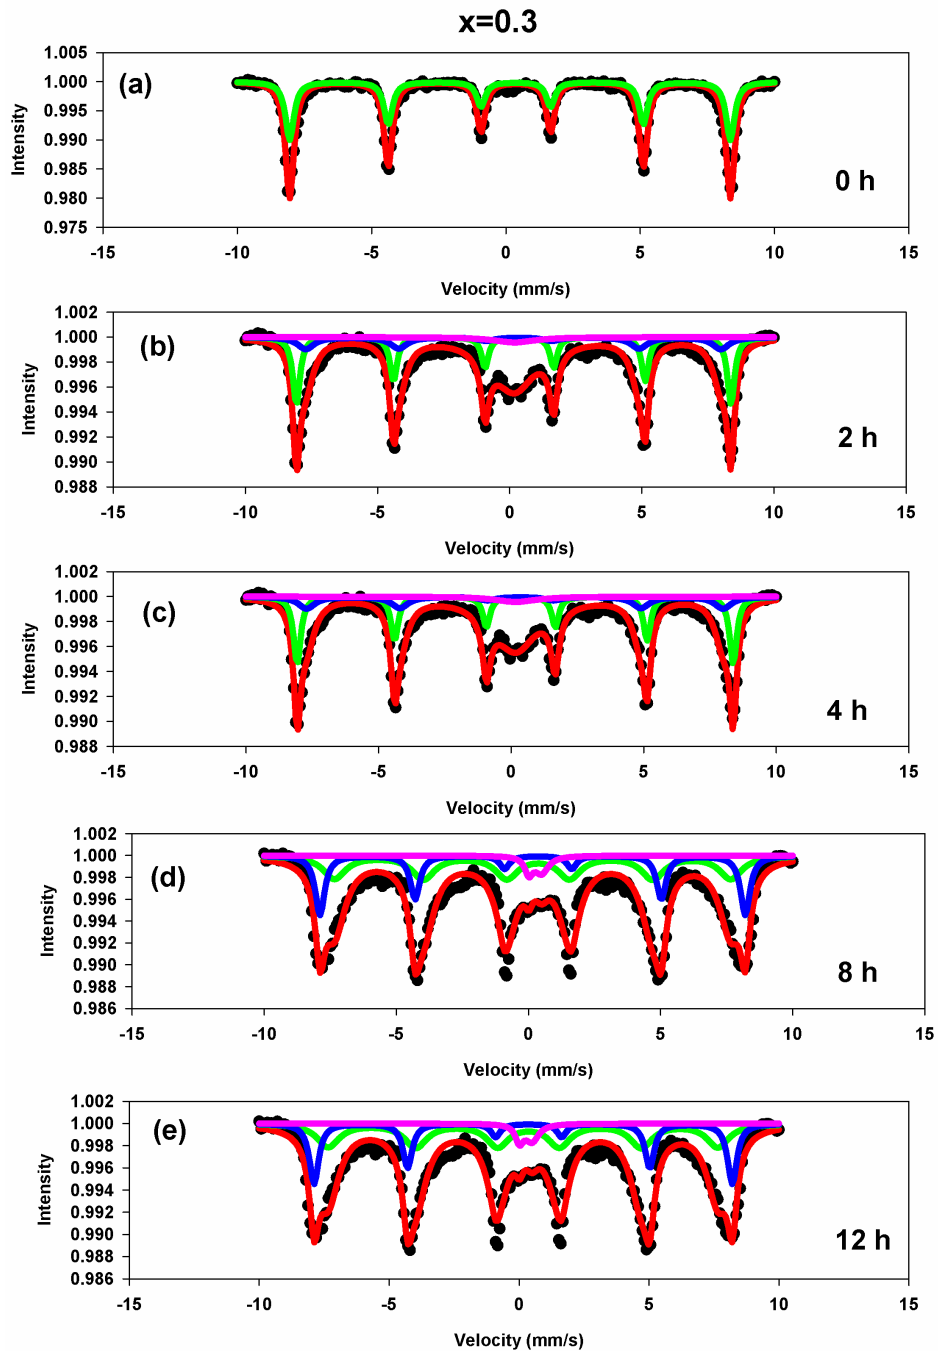 x=0.3
1.005
(a)
1.000
0.995
0.990
0.985
0.980
0.975
Intensity
0 h
-15 -10 -5 0 5 10 15
Velocity (mm/s)
1.002
(b)
1.000
0.998
0.996
0.994
0.992
0.990
0.988
Intensity
2 h
-15 -10 -5 0 5 10 15
Velocity (mm/s)
1.002
(c)
1.000
0.998
0.996
0.994
0.992
0.990
0.988
Intensity
4 h
-15 -10 -5 0 5 10 15
Velocity (mm/s)
1.002
(d)
1.000
0.998
0.996
0.994
0.992
0.990
0.988
0.986
Intensity
8 h
-15 -10 -5 0 5 10 15
Velocity (mm/s)
1.002
(e)
1.000
0.998
0.996
0.994
0.992
0.990
0.988
0.986
Intensity
12 h
-15 -10 -5 0 5 10 15
Velocity (mm/s)